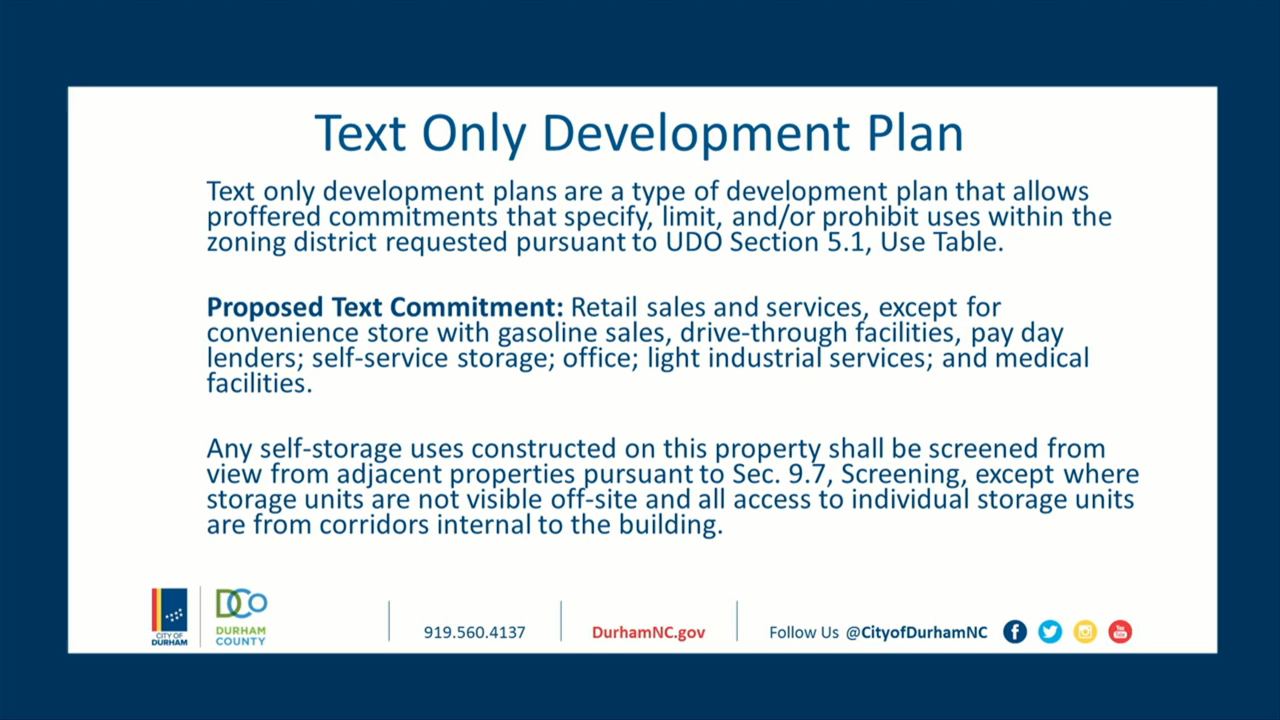 Text Only Development Plan
Text only development plans are a type of development plan that allows
proffered commitments that specify, limit, and/or prohibit uses within the
zoning district requested pursuant to UDO Section 5.1, Use Table.
Proposed Text Commitment: Retail sales and services, except for
convenience store with gasoline sales, drive-through facilities, pay day
lenders; self-service storage; office; light industrial services; and medical
facilities.
Any self-storage uses constructed on this property shall be screened from
view from adjacent properties pursuant to Sec. 9.7, Screening, except where
storage units are not visible off-site and all access to individual storage units
are from corridors internal to the building.
CITY OF
DURHAM
DCo
DURHAM
COUNTY
919.560.4137
DurhamNC.gov
Follow Us @CityofDurhamNC
You
Tube